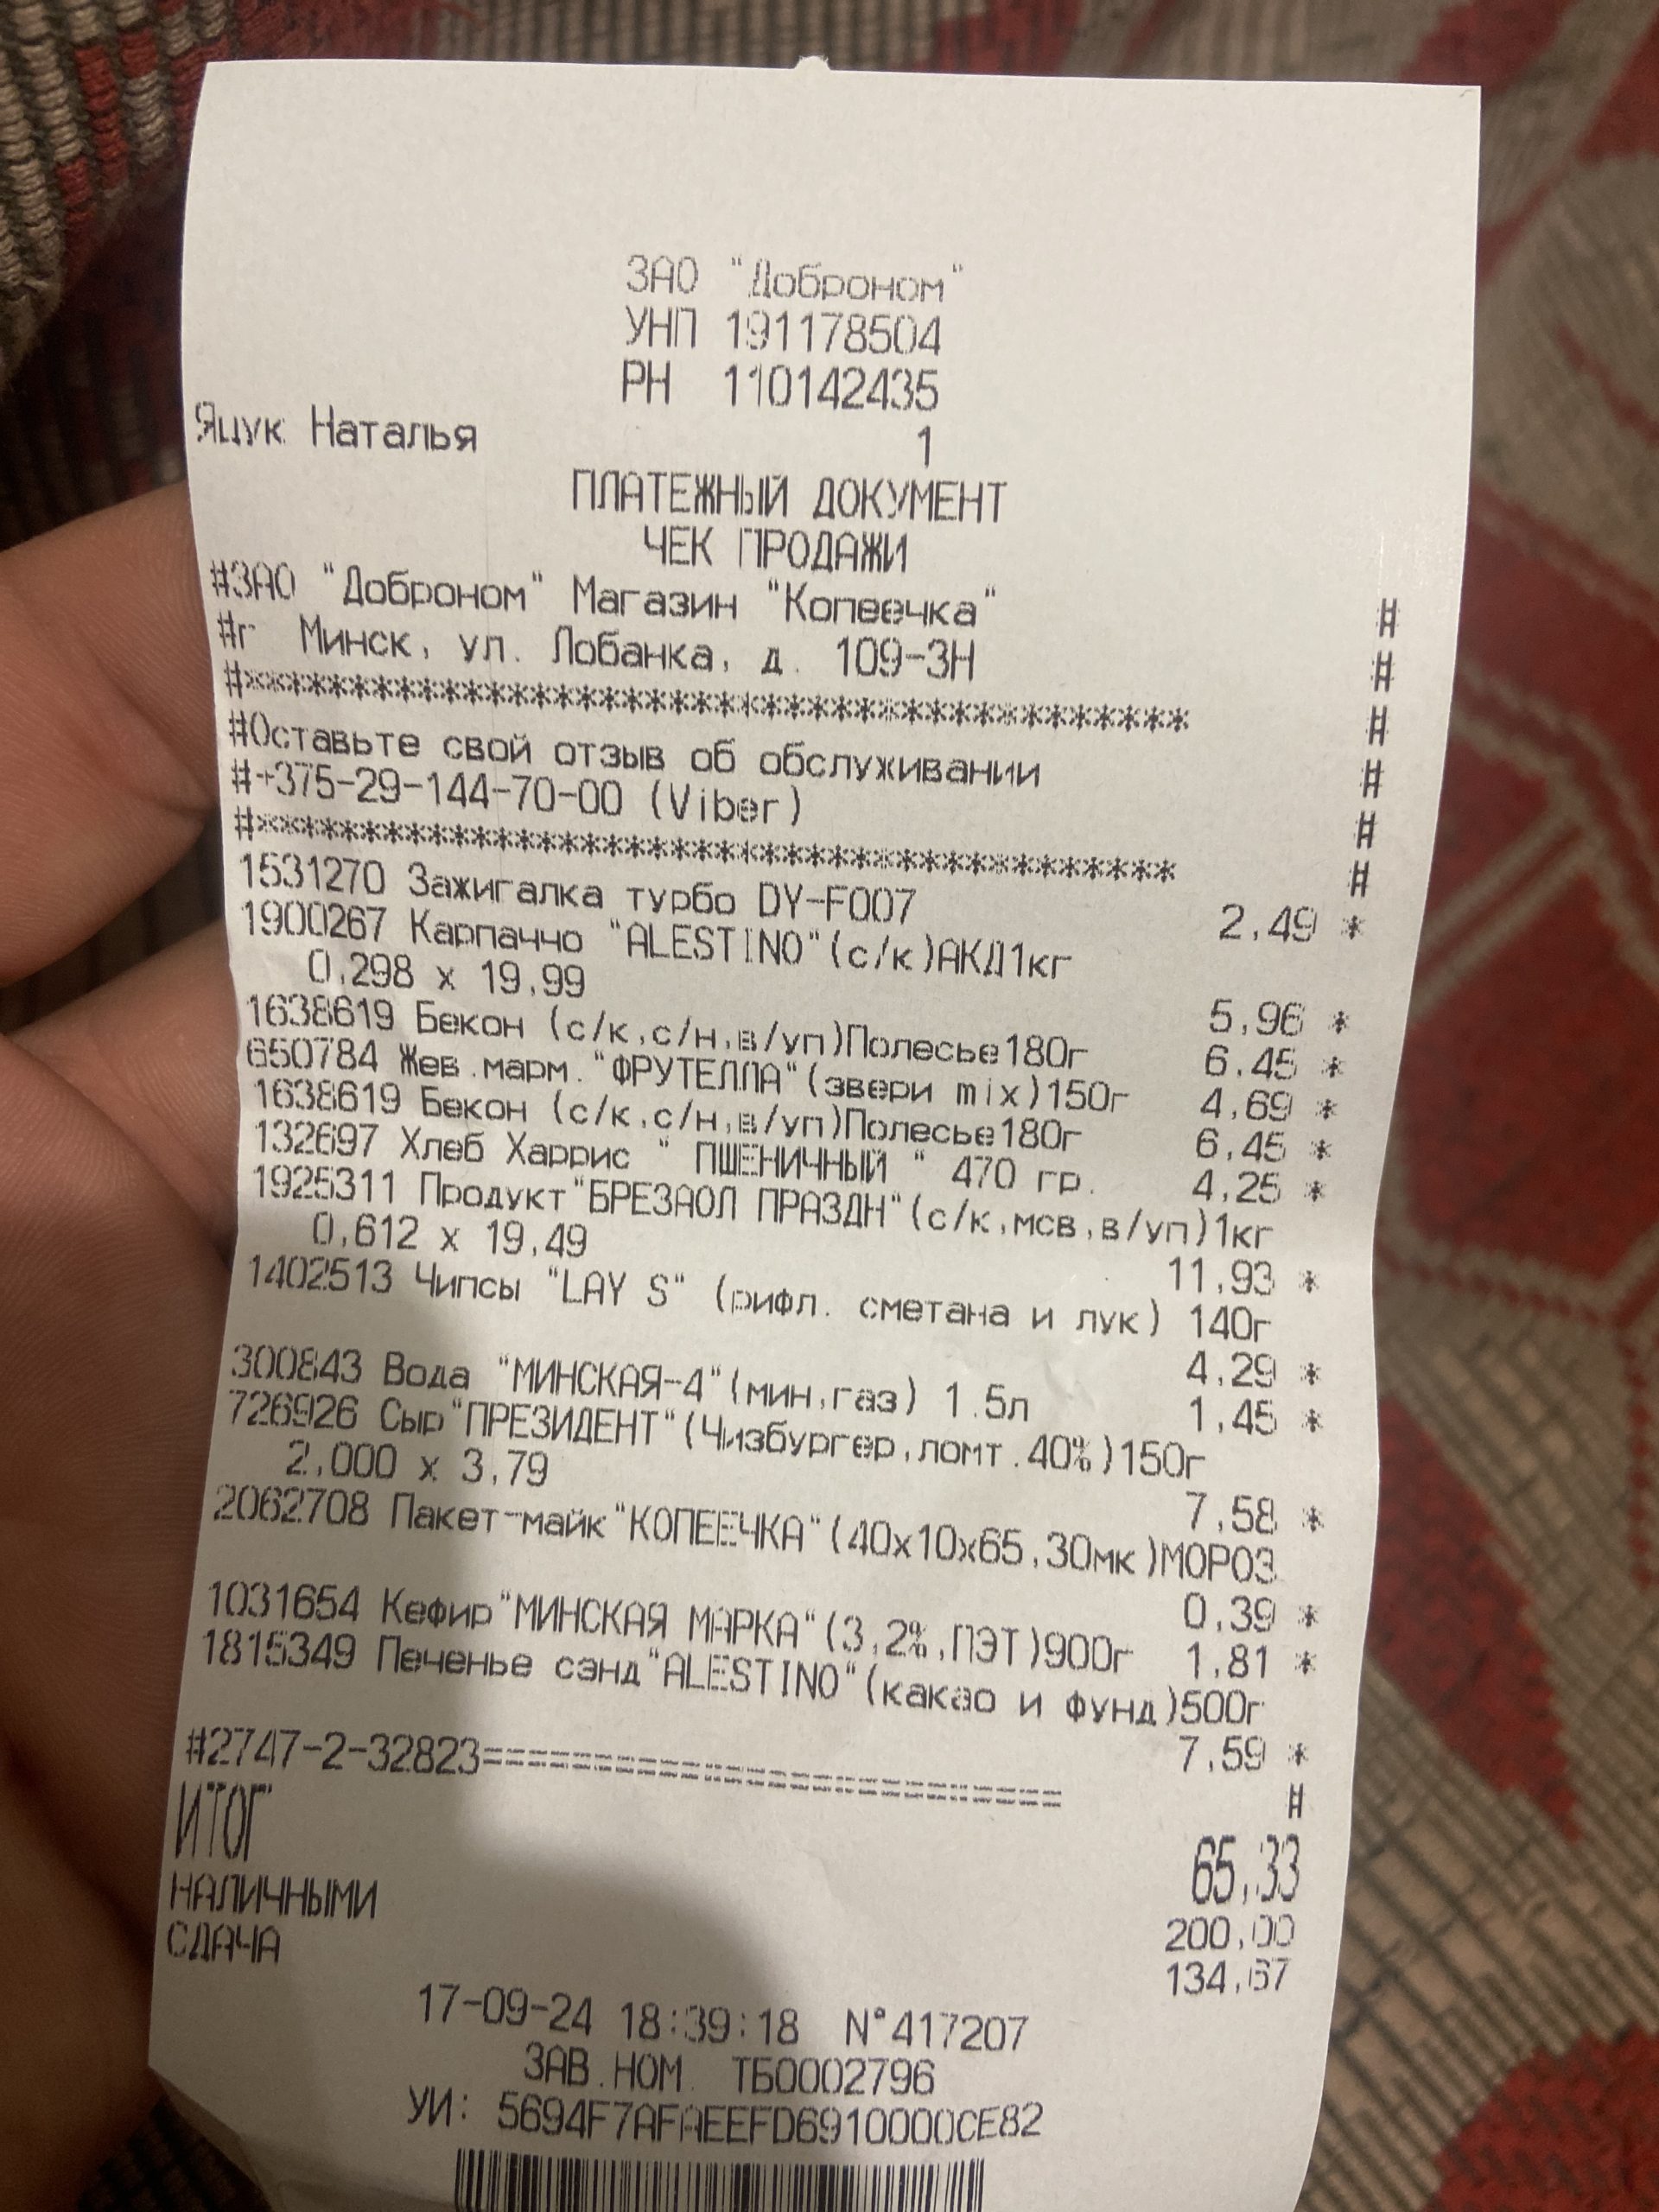 ЗАО "Доброном"
УНП 191178504
РН 110142435
Яцук Наталья 1
ПЛАТЕЖНЫЙ ДОКУМЕНТ
ЧЕК ПРОДАЖИ
#ЗАО "Доброном" Магазин "Копеечка" #
#г Минск, ул. Лобанка, д. 109-3Н #
#**************************************** #
#Оставьте свой отзыв об обслуживании #
#+375-29-144-70-00 (Viber) #
#**************************************** #
1531270 Зажигалка турбо DY-F007 2,49 *
1900267 Карпаччо "ALESTINO"(с/к)АКД1кг
0,298 x 19,99 5,96 *
1638619 Бекон (с/к,с/н,в/уп)Полесье180г 6,45 *
650784 Жев.марм."ФРУТЕЛЛА"(звери mix)150г 4,69 *
1638619 Бекон (с/к,с/н,в/уп)Полесье180г 6,45 *
132697 Хлеб Харрис " ПШЕНИЧНЫЙ " 470 гр. 4,25 *
1925311 Продукт"БРЕЗАОЛ ПРАЗДН"(с/к,мсв,в/уп)1кг
0,612 x 19,49 11,93 *
1402513 Чипсы "LAY S" (рифл. сметана и лук) 140г
4,29 *
300843 Вода "МИНСКАЯ-4"(мин,газ) 1.5л 1,45 *
726926 Сыр"ПРЕЗИДЕНТ"(Чизбургер,ломт.40%)150г
2,000 x 3,79 7,58 *
2062708 Пакет-майк"КОПЕЕЧКА"(40x10x65,30мк)МОРОЗ
0,39 *
1031654 Кефир"МИНСКАЯ МАРКА"(3,2%,ПЭТ)900г 1,81 *
1815349 Печенье сэнд"ALESTINO"(какао и фунд)500г
7,59 *
#2747-2-32823================================ #
ИТОГ 65,33
НАЛИЧНЫМИ 200,00
СДАЧА 134,67
17-09-24 18:39:18 N°417207
ЗАВ.НОМ. ТБ0002796
УИ: 5694F7AFAEEFD6910000CE82